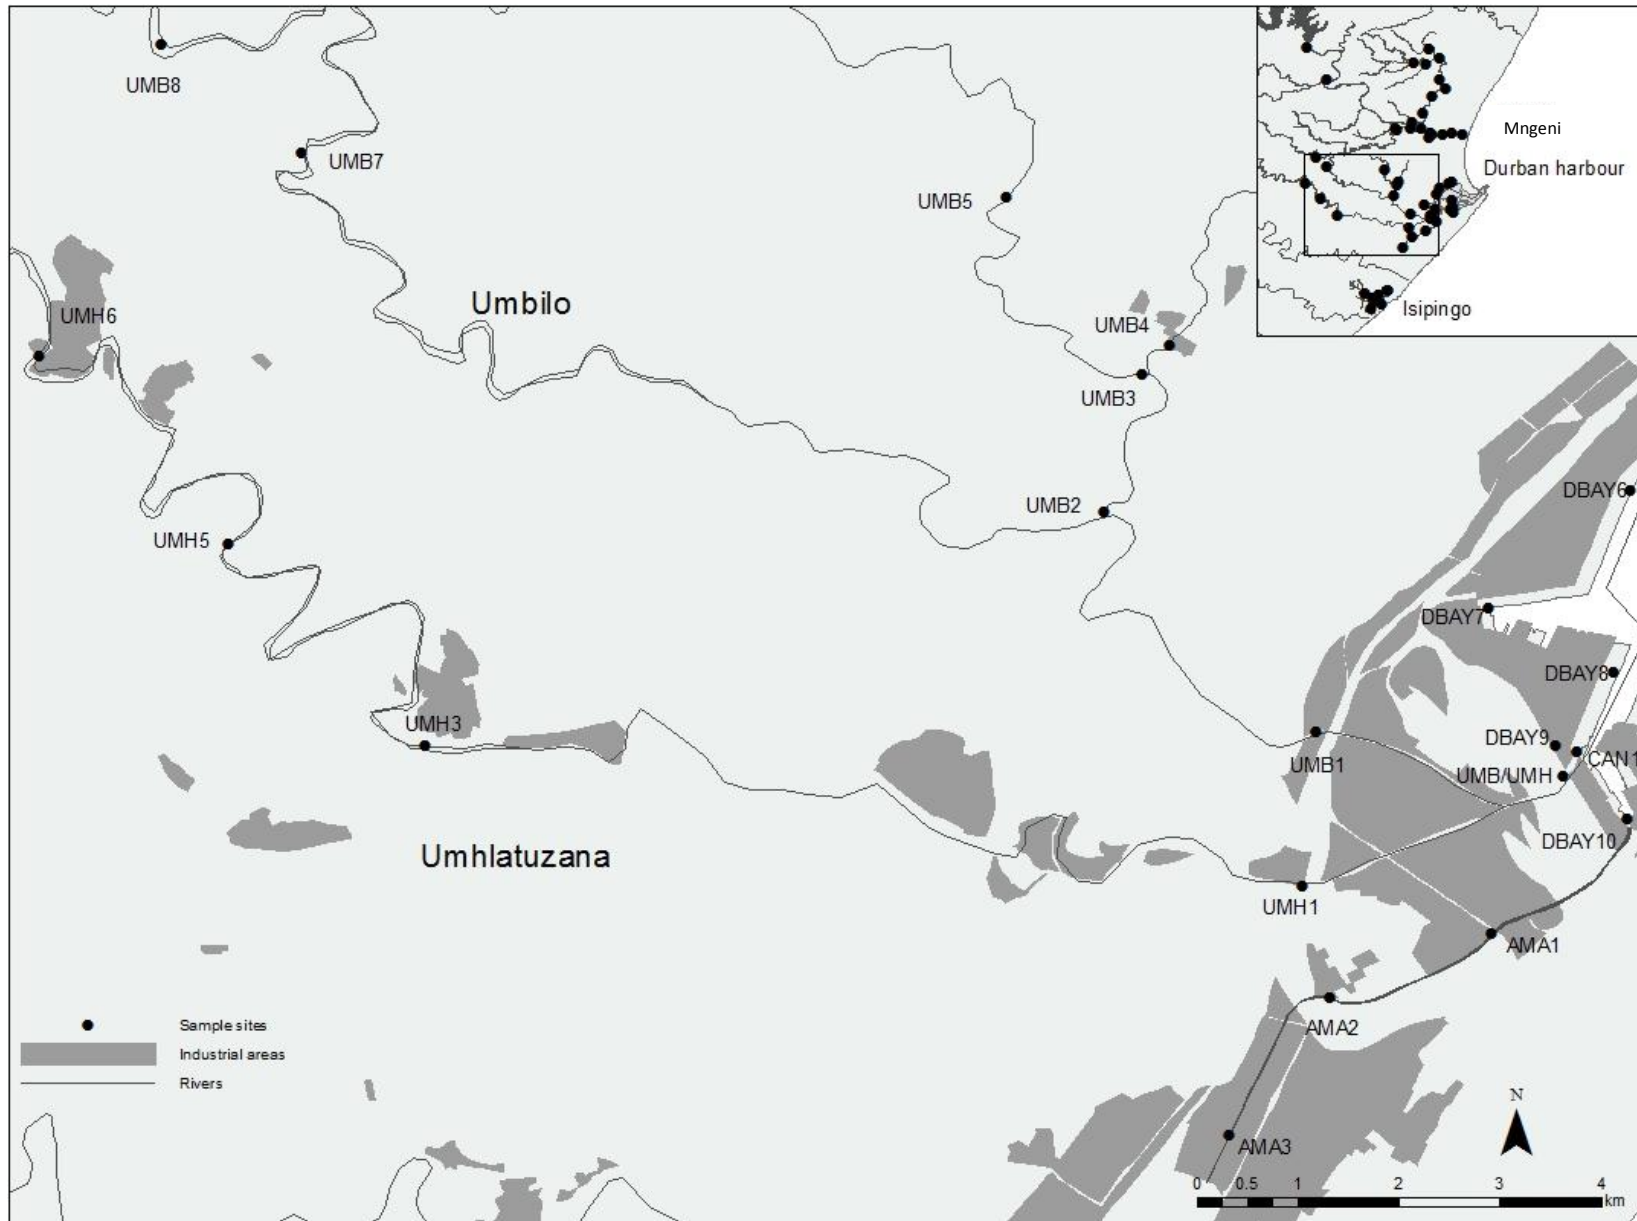 UMB8
UMB7
UMB5
Mngeni
Durban harbour
Isipingo
Umbilo
UMH6
UMB4
UMB3
UMB2
DBAY6
UMH5
DBAY7
DBAY8
UMH3
DBAY9
CAN1
UMB1
UMB/UMH
DBAY10
Umhlatuzana
UMH1
AMA1
AMA2
AMA3
Sample sites
Industrial areas
Rivers
N
0 0.5 1 2 3 4
km